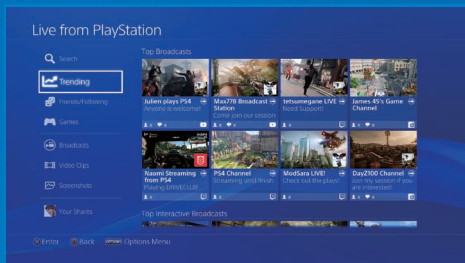 Live from PlayStation
Search
Trending
Friends/Following
Games
Broadcasts
Video Clips
Screenshots
Your Shares
Top Broadcasts
Julien plays PS4
Anyone is welcome!
Max778 Broadcast Station
Come join our session
tetsumegane LIVE
Need Support!
James 45's Game Channel
Naomi Streaming from PS4
Playing DRIVECLUB
PS4 Channel
Streaming until finish.
ModSara LIVE!
Check out the plays!
DayZ100 Channel
Join my session if you are interested!
Top Interactive Broadcasts
Enter
Back
OPTIONS Options Menu